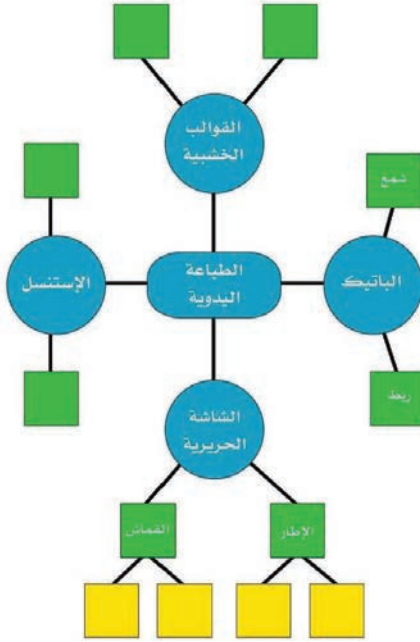 القوالب
الخشبية
شمع
الإستنسل
الطباعة
اليدوية
الباتيك
ربط
الشاشة
الحريرية
القماش
الإطار